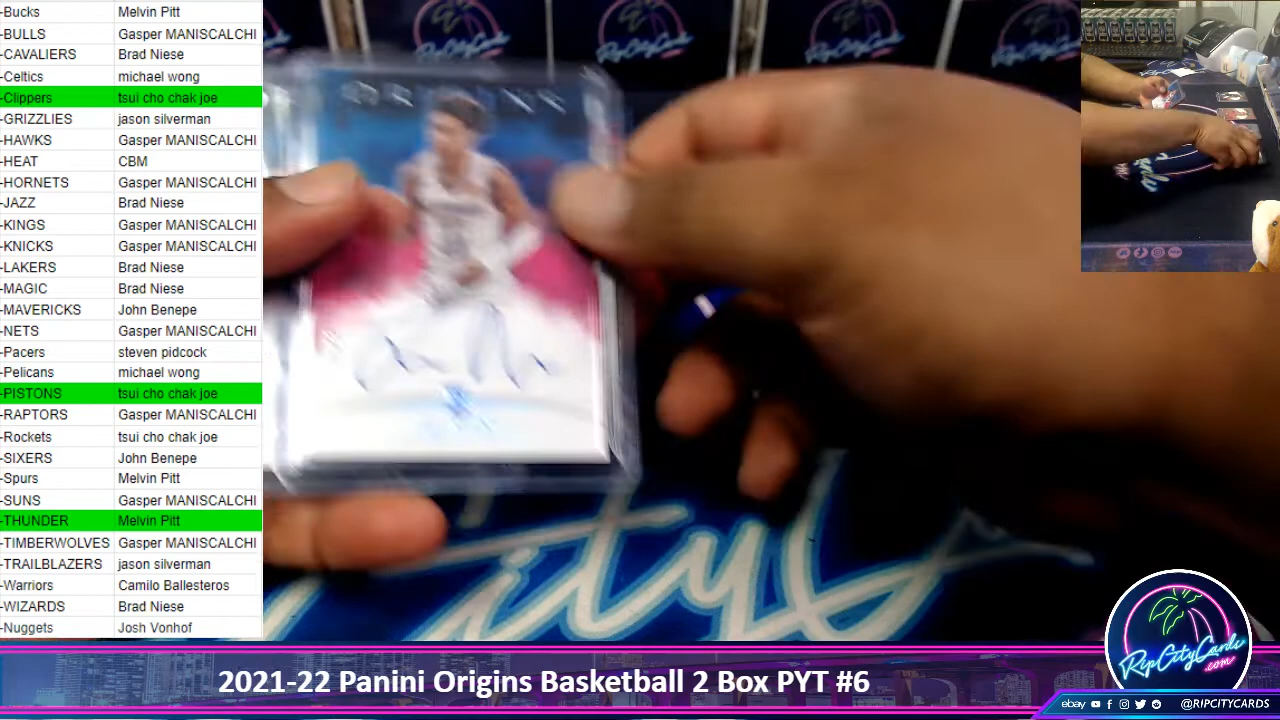 -Bucks Melvin Pitt
-BULLS Gasper MANISCALCHI
-CAVALIERS Brad Niese
-Celtics michael wong
-Clippers tsui cho chak joe
-GRIZZLIES jason silverman
-HAWKS Gasper MANISCALCHI
-HEAT CBM
-HORNETS Gasper MANISCALCHI
-JAZZ Brad Niese
-KINGS Gasper MANISCALCHI
-KNICKS Gasper MANISCALCHI
-LAKERS Brad Niese
-MAGIC Brad Niese
-MAVERICKS John Benepe
-NETS Gasper MANISCALCHI
-Pacers steven pidcock
-Pelicans michael wong
-PISTONS tsui cho chak joe
-RAPTORS Gasper MANISCALCHI
-Rockets tsui cho chak joe
-SIXERS John Benepe
-Spurs Melvin Pitt
-SUNS Gasper MANISCALCHI
-THUNDER Melvin Pitt
-TIMBERWOLVES Gasper MANISCALCHI
-TRAILBLAZERS jason silverman
-Warriors Camilo Ballesteros
-WIZARDS Brad Niese
-Nuggets Josh Vonhof
RipCityCards
.com
2021-22 Panini Origins Basketball 2 Box PYT #6
ebay @RIPCITYCARDS